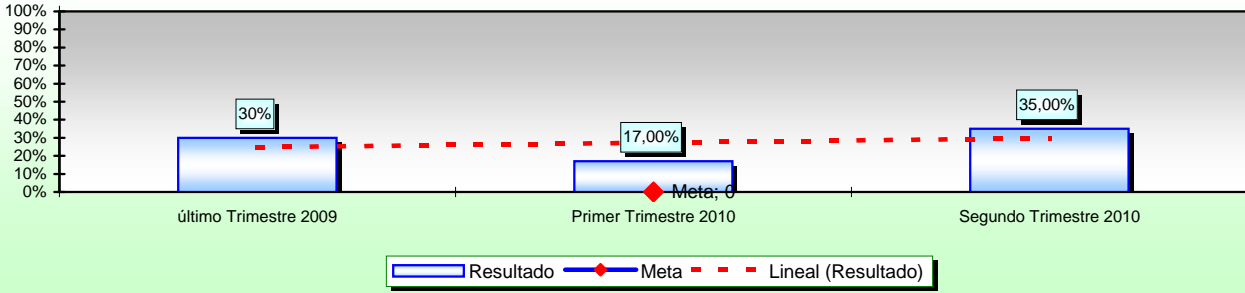 100%
90%
80%
70%
60%
50%
40%
30%
20%
10%
0%
30%
17,00%
35,00%
Meta; 0
último Trimestre 2009
Primer Trimestre 2010
Segundo Trimestre 2010
Resultado Meta Lineal (Resultado)